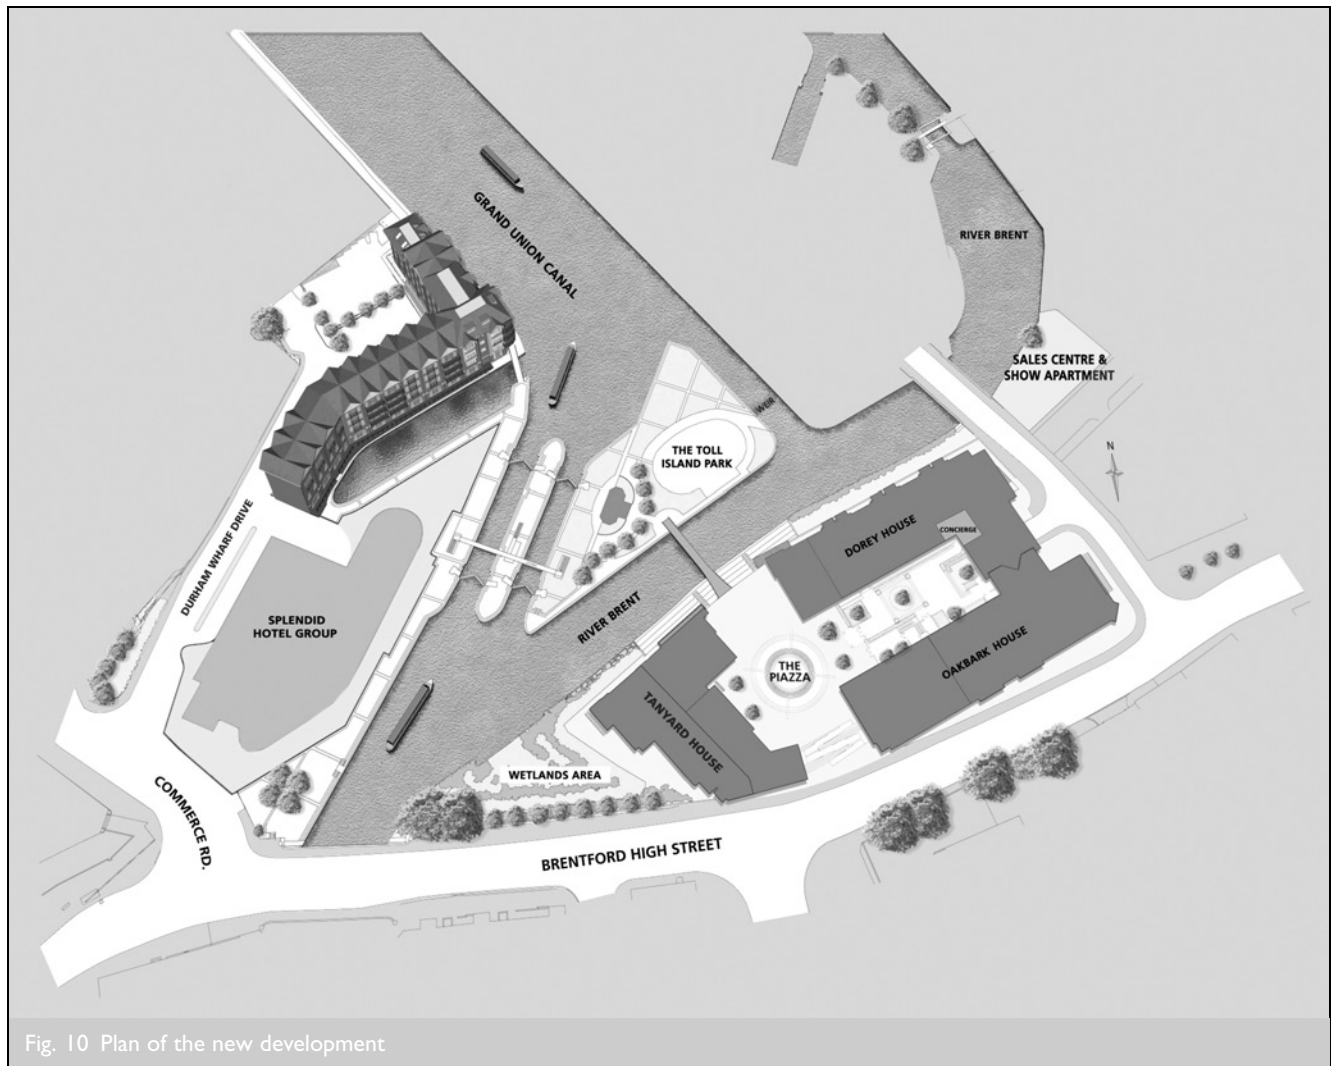 GRAND UNION CANAL
RIVER BRENT
SALES CENTRE &
SHOW APARTMENT
WEIR
THE TOLL
ISLAND PARK
N
DURHAM WHARF DRIVE
DOREY HOUSE
CONCIERGE
SPLENDID
HOTEL GROUP
RIVER BRENT
OAKBARK HOUSE
THE
PIAZZA
TANYARD HOUSE
WETLANDS AREA
COMMERCE RD.
BRENTFORD HIGH STREET
Fig. 10 Plan of the new development